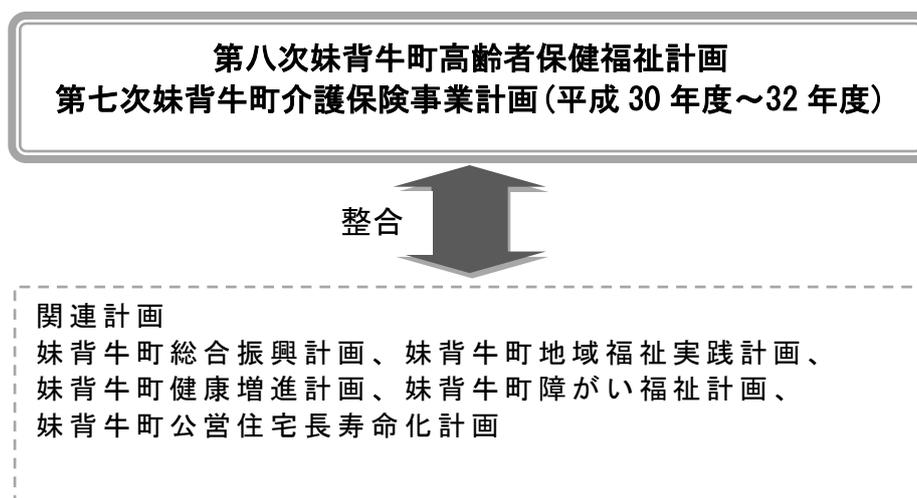 第八次妹背牛町高齢者保健福祉計画
第七次妹背牛町介護保険事業計画(平成 30 年度～32 年度)
整合
関連計画
妹背牛町総合振興計画、妹背牛町地域福祉実践計画、
妹背牛町健康増進計画、妹背牛町障がい福祉計画、
妹背牛町公営住宅長寿命化計画